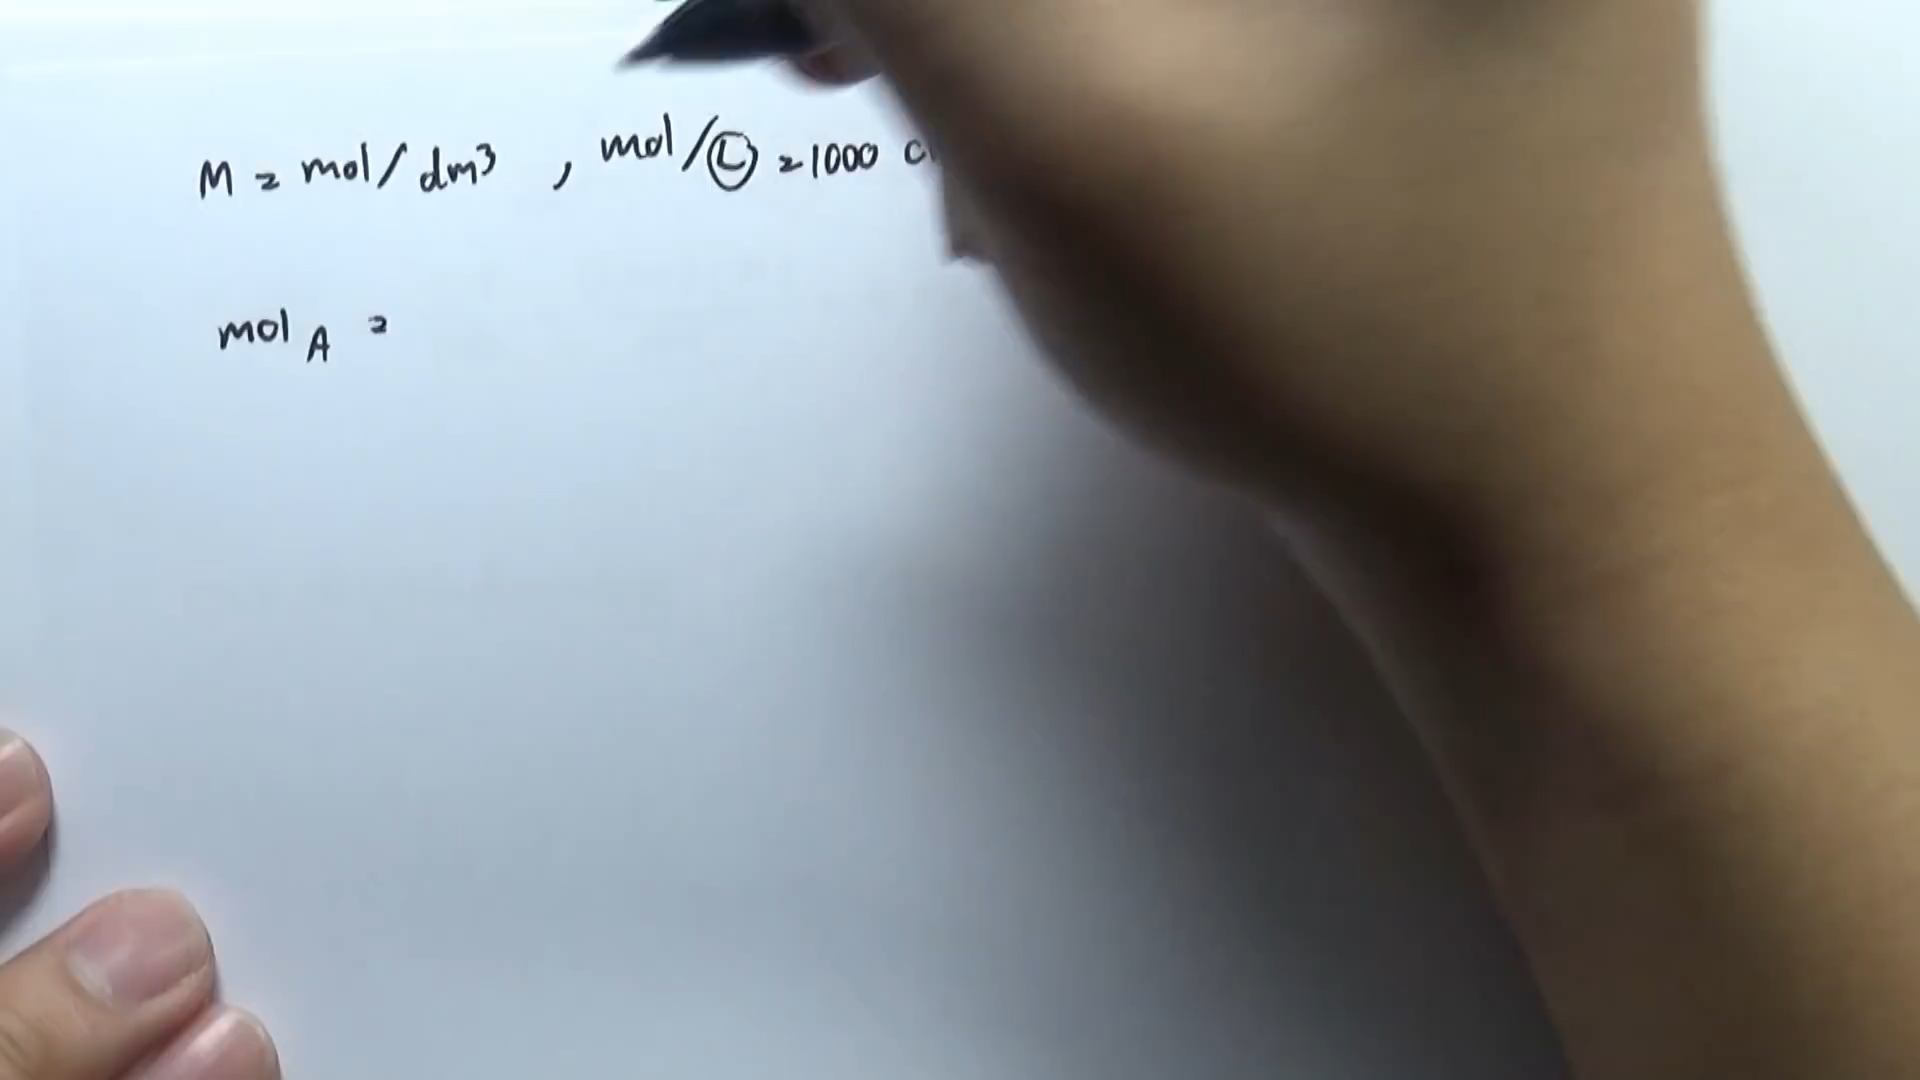 M = mol/dm³ , mol/L = 1000
mol A =